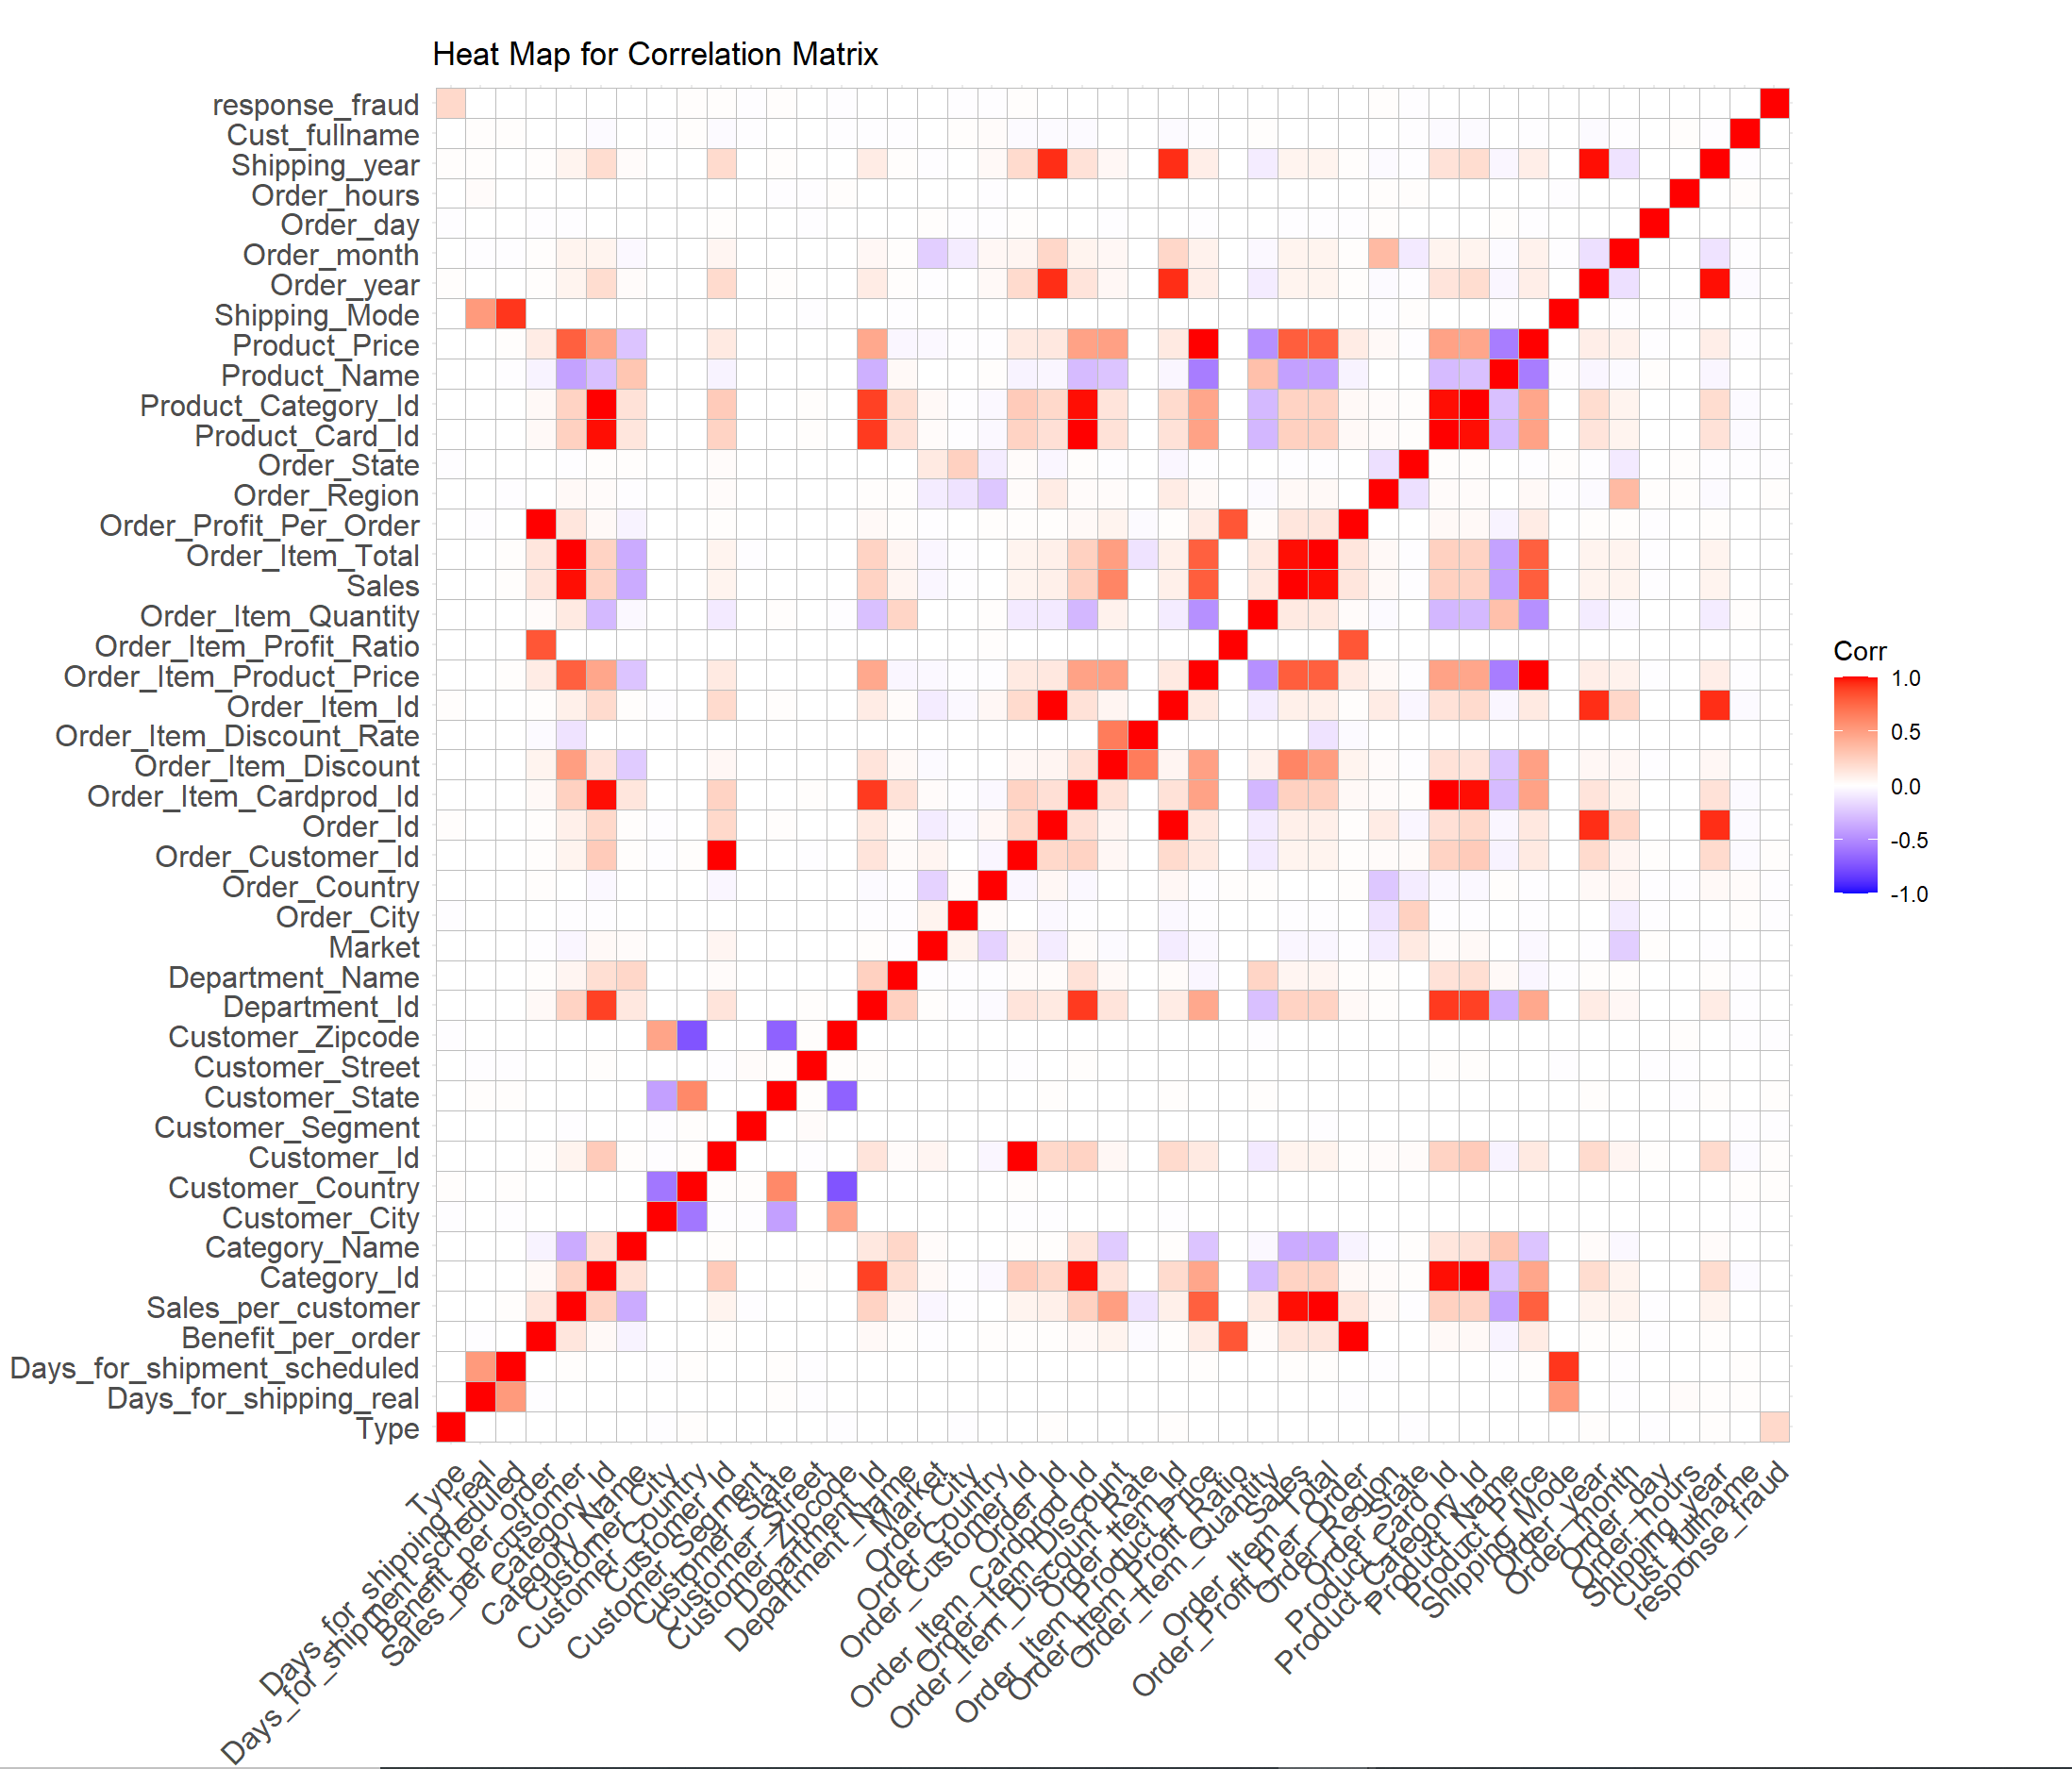 Heat Map for Correlation Matrix
response_fraud
Cust_fullname
Shipping_year
Order_hours
Order_day
Order_month
Order_year
Shipping_Mode
Product_Price
Product_Name
Product_Category_Id
Product_Card_Id
Order_State
Order_Region
Order_Profit_Per_Order
Order_Item_Total
Sales
Order_Item_Quantity
Order_Item_Profit_Ratio
Order_Item_Product_Price
Order_Item_Id
Order_Item_Discount_Rate
Order_Item_Discount
Order_Item_Cardprod_Id
Order_Id
Order_Customer_Id
Order_Country
Order_City
Market
Department_Name
Department_Id
Customer_Zipcode
Customer_Street
Customer_State
Customer_Segment
Customer_Id
Customer_Country
Customer_City
Category_Name
Category_Id
Sales_per_customer
Benefit_per_order
Days_for_shipment_scheduled
Days_for_shipping_real
Type
Type
Days_for_shipping_real
Days_for_shipment_scheduled
Benefit_per_order
Sales_per_customer
Category_Id
Category_Name
Customer_City
Customer_Country
Customer_Id
Customer_Segment
Customer_State
Customer_Street
Customer_Zipcode
Department_Id
Department_Name
Market
Order_City
Order_Country
Order_Customer_Id
Order_Id
Order_Item_Cardprod_Id
Order_Item_Discount
Order_Item_Discount_Rate
Order_Item_Id
Order_Item_Product_Price
Order_Item_Profit_Ratio
Order_Item_Quantity
Sales
Order_Item_Total
Order_Profit_Per_Order
Order_Region
Order_State
Product_Card_Id
Product_Category_Id
Product_Name
Product_Price
Shipping_Mode
Order_year
Order_month
Order_day
Order_hours
Shipping_year
Cust_fullname
response_fraud
Corr
1.0
0.5
0.0
-0.5
-1.0